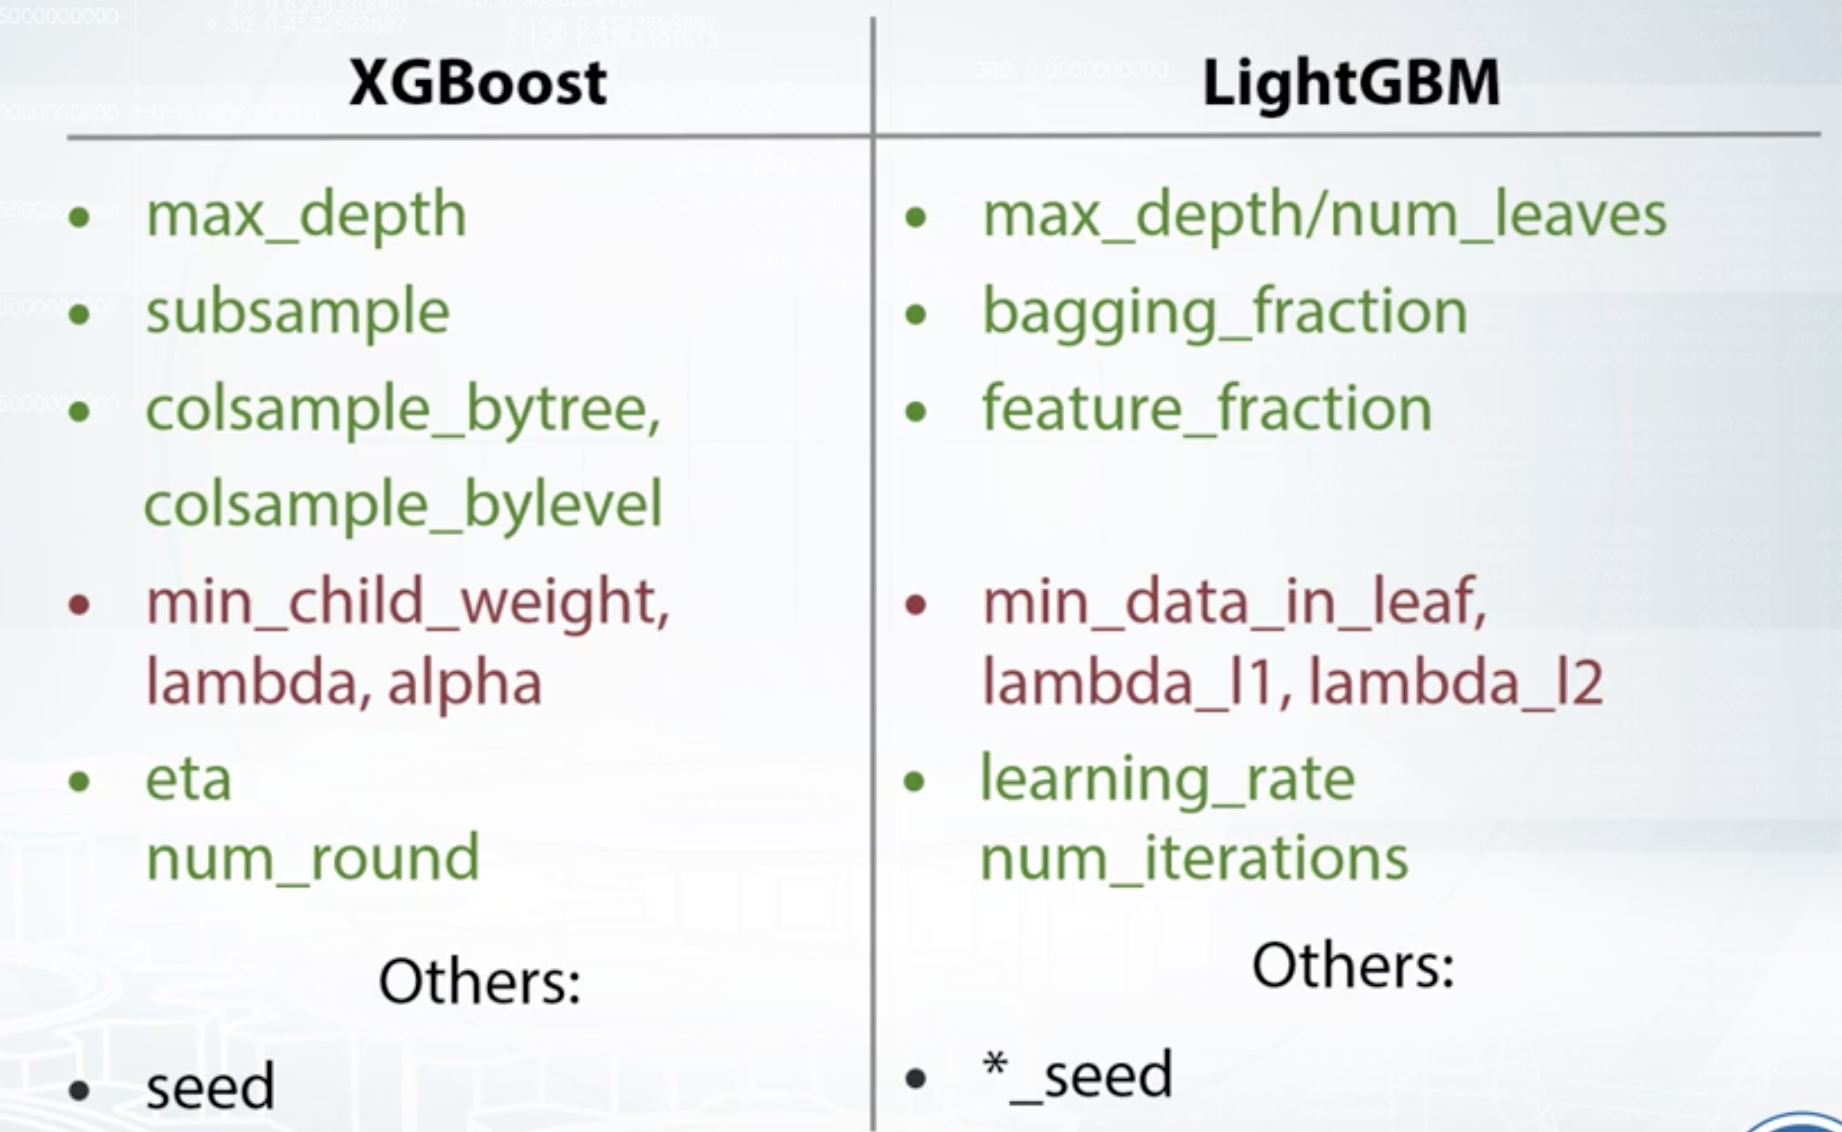 XGBoost
max_depth
subsample
colsample_bytree,
colsample_bylevel
min_child_weight,
lambda, alpha
eta
num_round
Others:
seed
LightGBM
max_depth/num_leaves
bagging_fraction
feature_fraction
min_data_in_leaf,
lambda_l1, lambda_l2
learning_rate
num_iterations
Others:
*_seed